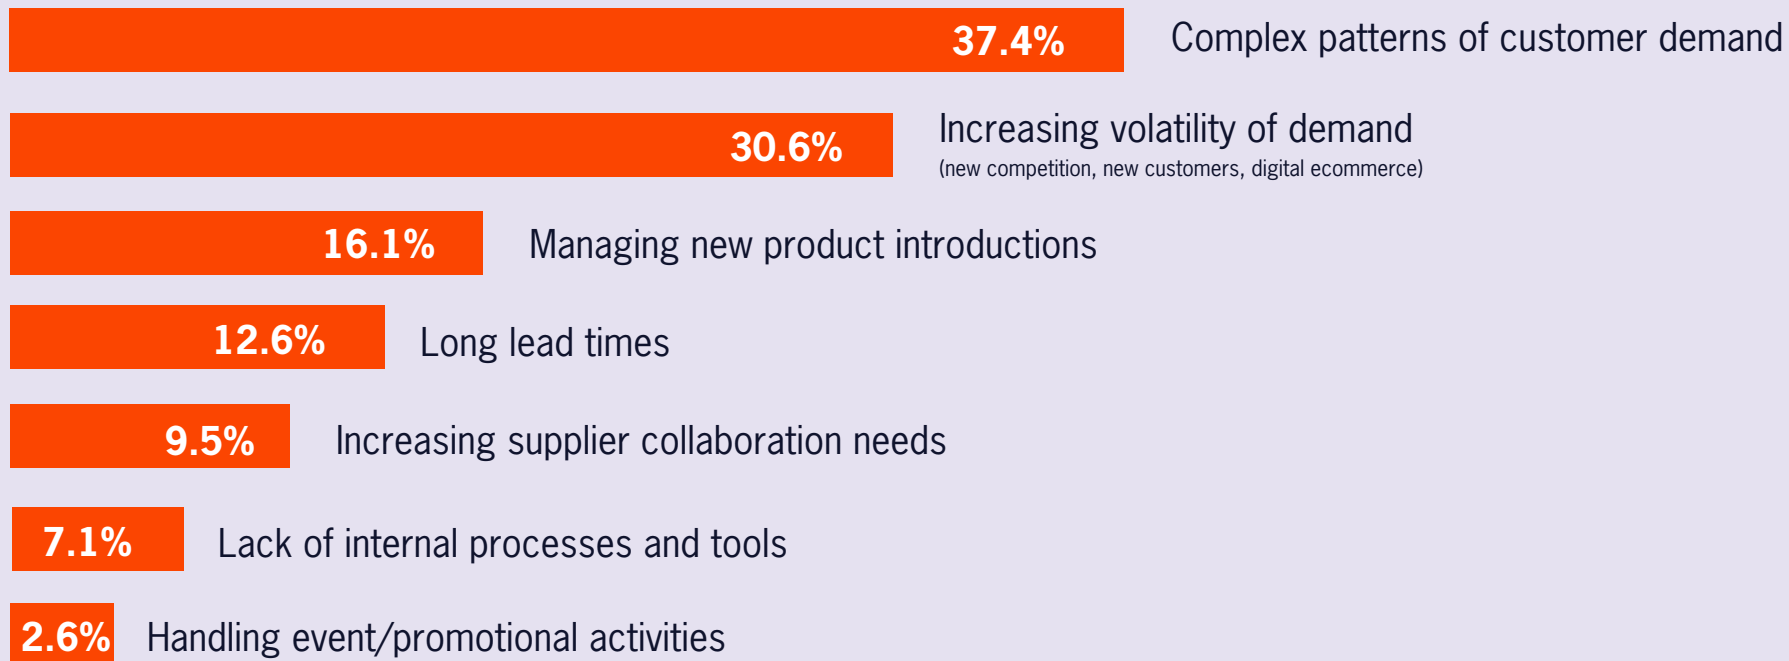 37.4% Complex patterns of customer demand
30.6% Increasing volatility of demand
(new competition, new customers, digital ecommerce)
16.1% Managing new product introductions
12.6% Long lead times
9.5% Increasing supplier collaboration needs
7.1% Lack of internal processes and tools
2.6% Handling event/promotional activities